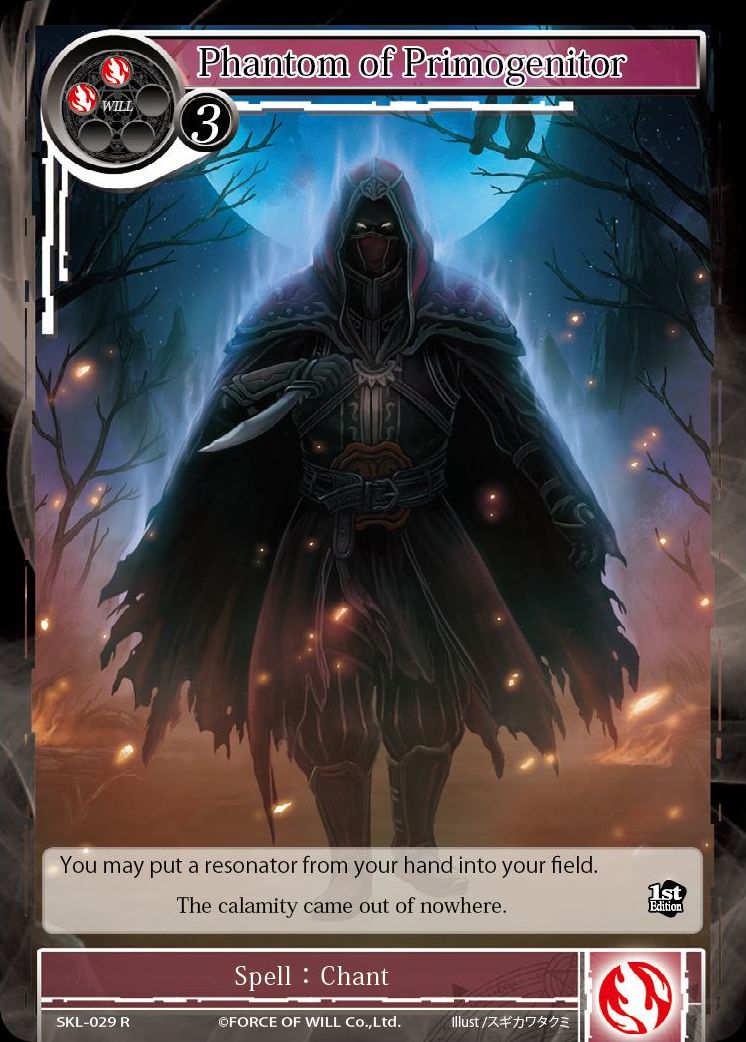 Phantom of Primogenitor
WILL
3
You may put a resonator from your hand into your field.
The calamity came out of nowhere.
1st
Edition
Spell : Chant
SKL-029 R ©FORCE OF WILL Co.,Ltd. Illust /スギカワタクミ